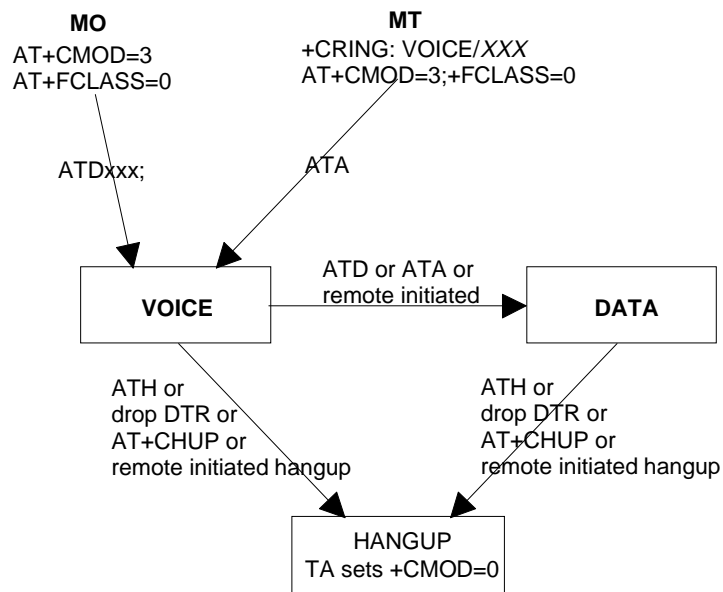 MO
AT+CMOD=3
AT+FCLASS=0
MT
+CRING: VOICE/XXX
AT+CMOD=3;+FCLASS=0
ATDxxx;
ATA
VOICE
ATD or ATA or
remote initiated
DATA
ATH or
drop DTR or
AT+CHUP or
remote initiated hangup
ATH or
drop DTR or
AT+CHUP or
remote initiated hangup
HANGUP
TA sets +CMOD=0